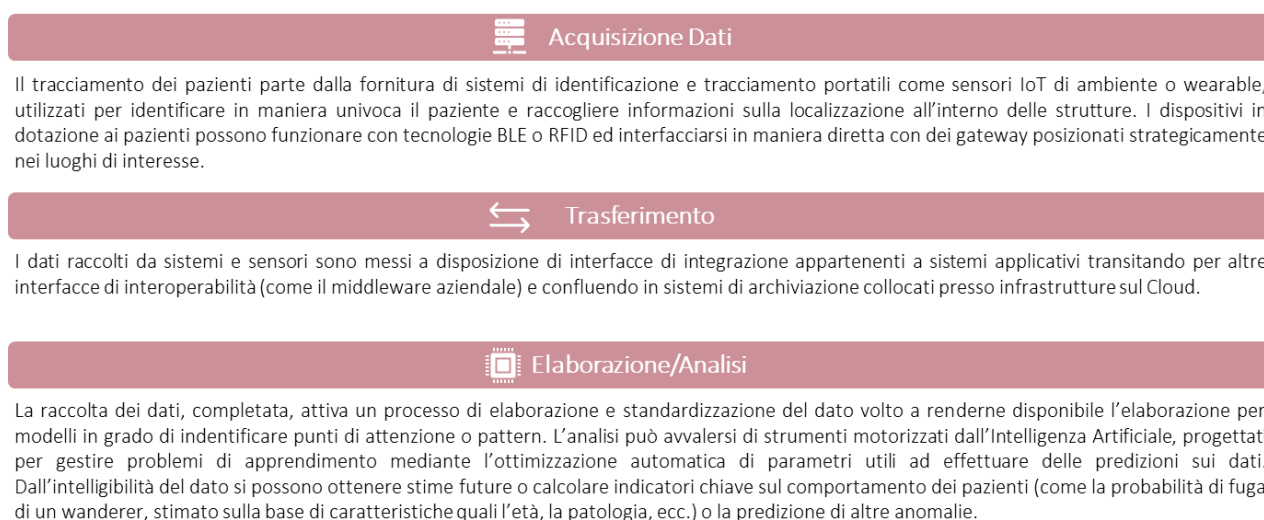 Acquisizione Dati
Il tracciamento dei pazienti parte dalla fornitura di sistemi di identificazione e tracciamento portatili come sensori IoT di ambiente o wearable,
utilizzati per identificare in maniera univoca il paziente e raccogliere informazioni sulla localizzazione all'interno delle strutture. I dispositivi in
dotazione ai pazienti possono funzionare con tecnologie BLE o RFID ed interfacciarsi in maniera diretta con dei gateway posizionati strategicamente
nei luoghi di interesse.
Trasferimento
I dati raccolti da sistemi e sensori sono messi a disposizione di interfacce di integrazione appartenenti a sistemi applicativi transitando per altre
interfacce di interoperabilità (come il middleware aziendale) e confluendo in sistemi di archiviazione collocati presso infrastrutture sul Cloud.
Elaborazione/Analisi
La raccolta dei dati, completata, attiva un processo di elaborazione e standardizzazione del dato volto a renderne disponibile l'elaborazione per
modelli in grado di indentificare punti di attenzione o pattern. L'analisi può avvalersi di strumenti motorizzati dall'Intelligenza Artificiale, progettati
per gestire problemi di apprendimento mediante l'ottimizzazione automatica di parametri utili ad effettuare delle predizioni sui dati.
Dall'intelligibilità del dato si possono ottenere stime future o calcolare indicatori chiave sul comportamento dei pazienti (come la probabilità di fuga
di un wanderer, stimato sulla base di caratteristiche quali l'età, la patologia, ecc.) o la predizione di altre anomalie.